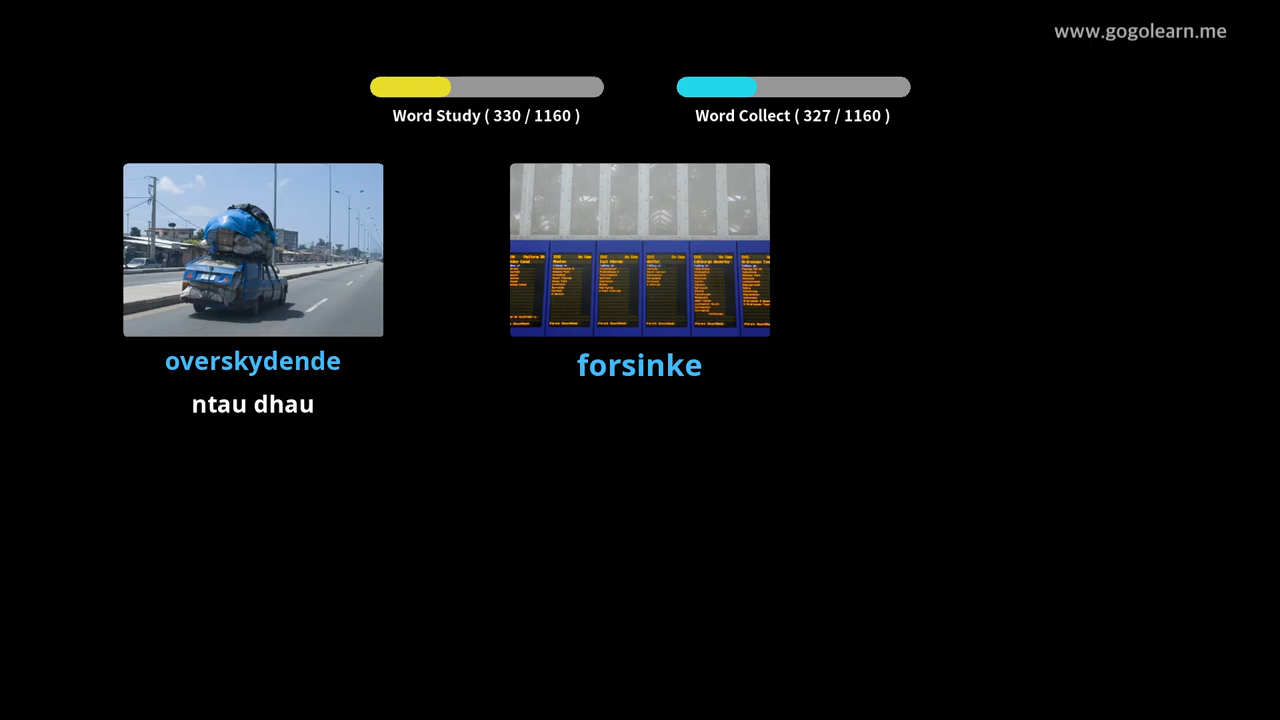 www.gogolearn.me
Word Study ( 330 / 1160 )
Word Collect ( 327 / 1160 )
overskydende
ntau dhau
forsinke